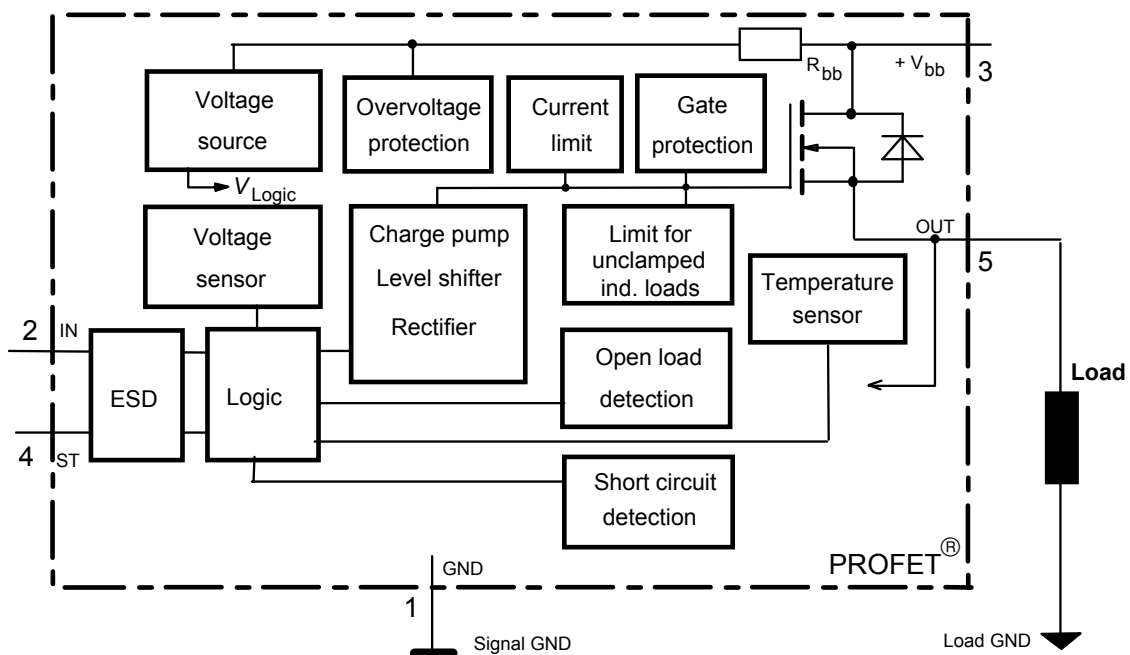 R bb
+ V bb
3
Voltage
source
Overvoltage
protection
Current
limit
Gate
protection
V Logic
Voltage
sensor
Charge pump
Level shifter
Rectifier
Limit for
unclamped
ind. loads
OUT
5
Temperature
sensor
2
IN
ESD
Logic
Open load
detection
Load
4
ST
Short circuit
detection
PROFET®
GND
1
Signal GND
Load GND